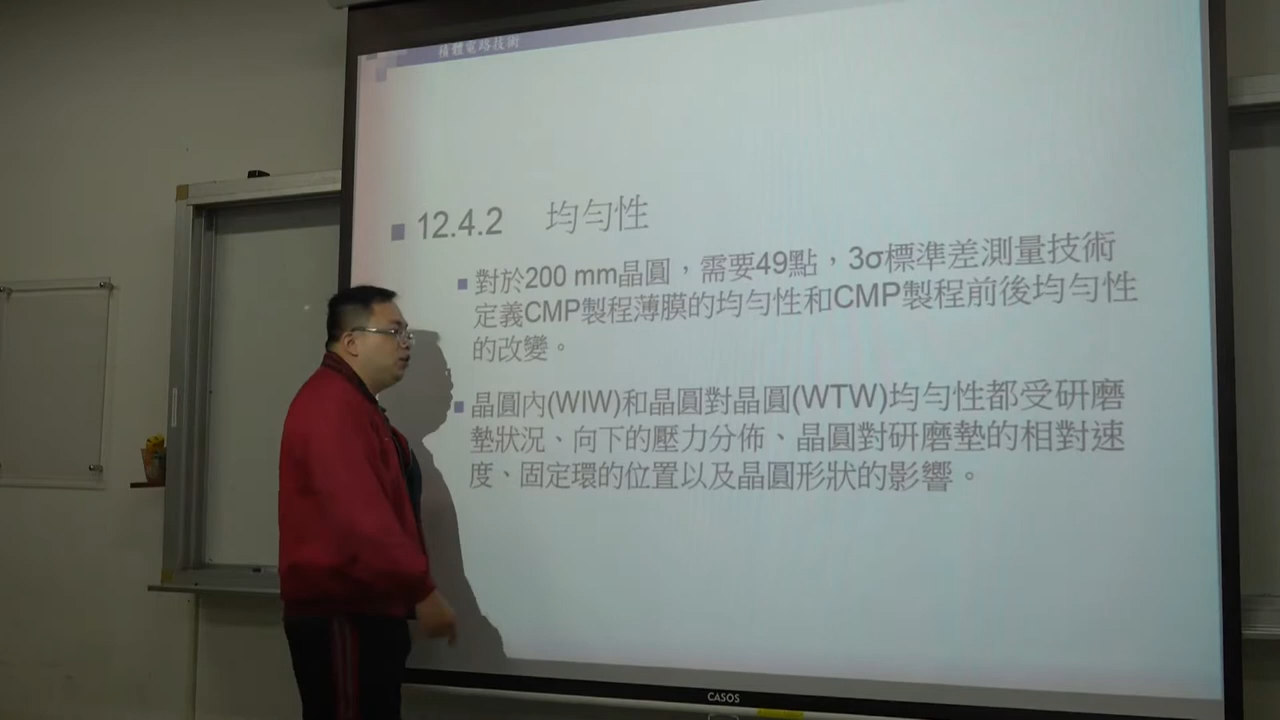 積體電路技術
12.4.2 均勻性
對於200 mm晶圓，需要49點，3σ標準差測量技術
定義CMP製程薄膜的均勻性和CMP製程前後均勻性
的改變。
晶圓內(WIW)和晶圓對晶圓(WTW)均勻性都受研磨
墊狀況、向下的壓力分佈、晶圓對研磨墊的相對速
度、固定環的位置以及晶圓形狀的影響。
CASOS